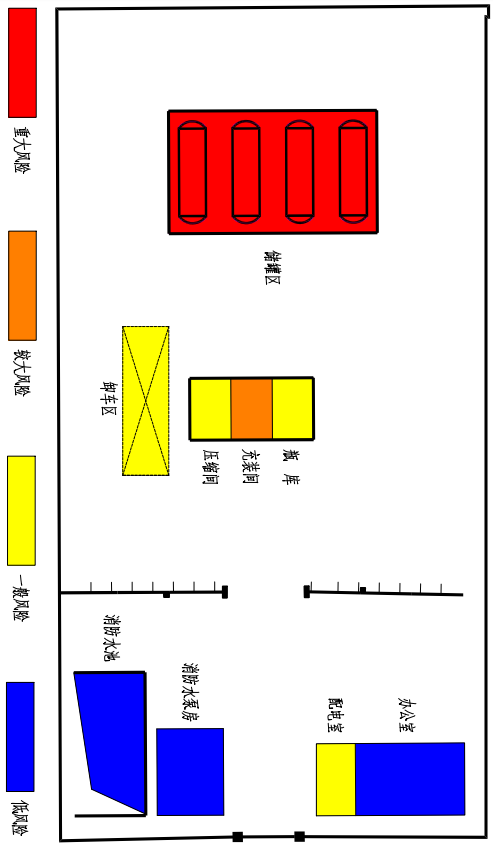 重大风险
较大风险
一般风险
低风险
储罐区
卸车区
压缩间
充装间
瓶 库
消防水池
消防水泵房
配电室
办公室